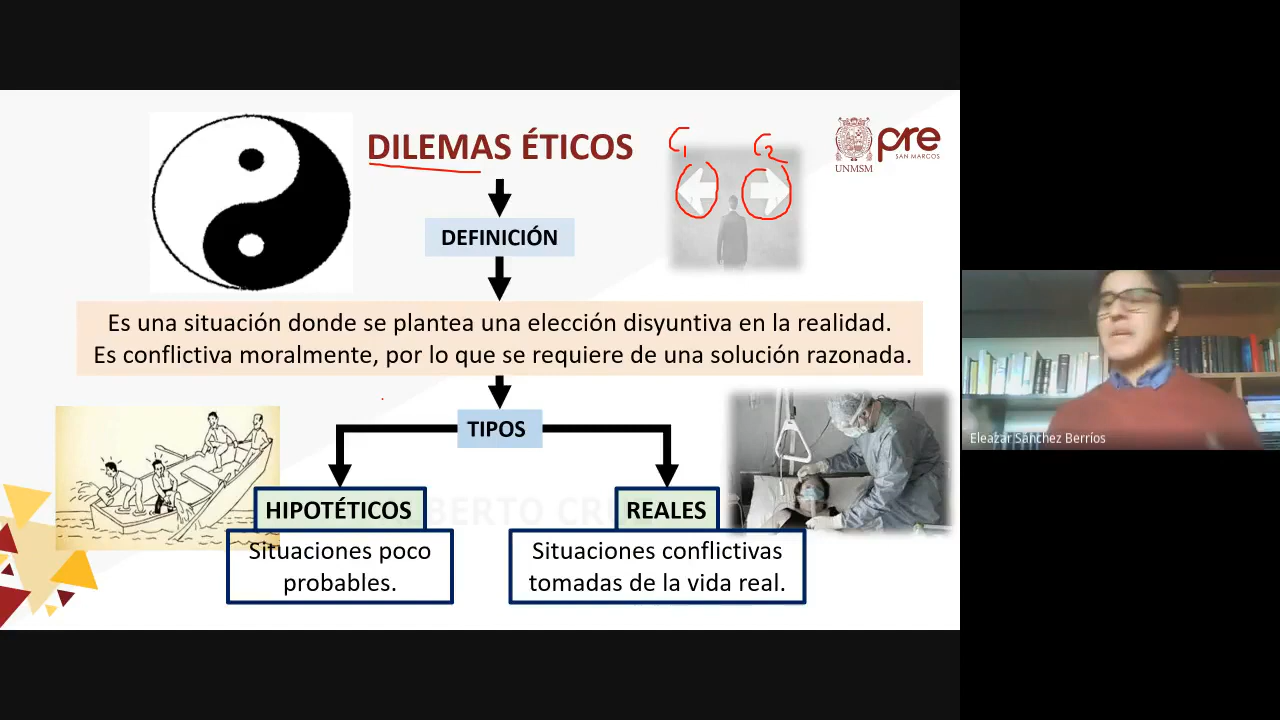 DILEMAS ÉTICOS
C1
C2
UNMSM
pre
SAN MARCOS
DEFINICIÓN
Es una situación donde se plantea una elección disyuntiva en la realidad.
Es conflictiva moralmente, por lo que se requiere de una solución razonada.
TIPOS
HIPOTÉTICOS
Situaciones poco
probables.
REALES
Situaciones conflictivas
tomadas de la vida real.
Eleazar Sánchez Berríos